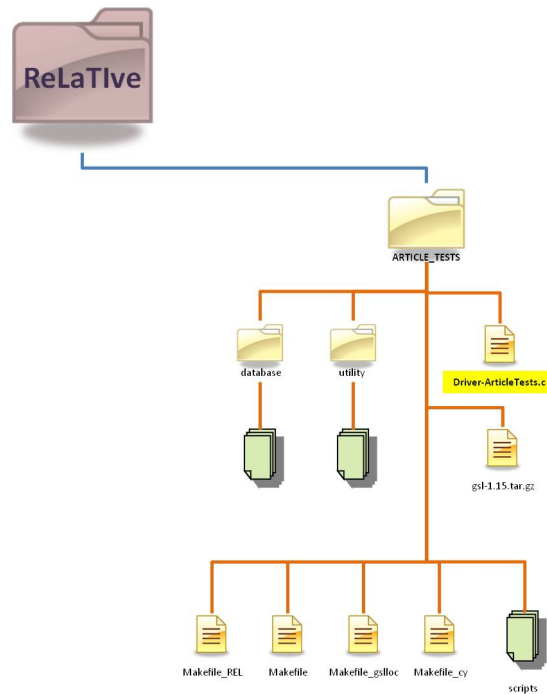 ReLaTIve
ARTICLE_TESTS
database
utility
Driver-ArticleTests.c
gsl-1.15.tar.gz
Makefile_REL
Makefile
Makefile_gslloc
Makefile_cy
scripts